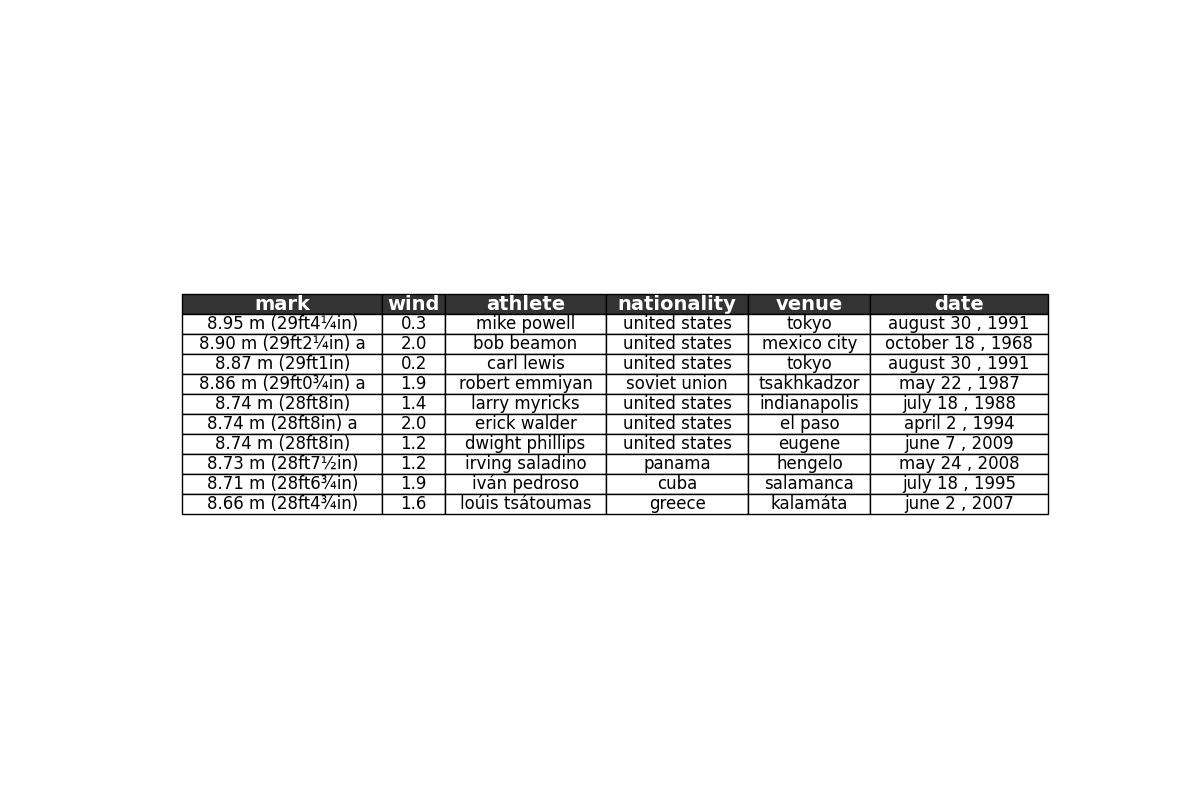 mark wind athlete nationality venue date
8.95 m (29ft4¼in) 0.3 mike powell united states tokyo august 30 , 1991
8.90 m (29ft2¼in) a 2.0 bob beamon united states mexico city october 18 , 1968
8.87 m (29ft1in) 0.2 carl lewis united states tokyo august 30 , 1991
8.86 m (29ft0¾in) a 1.9 robert emmiyan soviet union tsakhkadzor may 22 , 1987
8.74 m (28ft8in) 1.4 larry myricks united states indianapolis july 18 , 1988
8.74 m (28ft8in) a 2.0 erick walder united states el paso april 2 , 1994
8.74 m (28ft8in) 1.2 dwight phillips united states eugene june 7 , 2009
8.73 m (28ft7½in) 1.2 irving saladino panama hengelo may 24 , 2008
8.71 m (28ft6¾in) 1.9 iván pedroso cuba salamanca july 18 , 1995
8.66 m (28ft4¾in) 1.6 loúis tsátoumas greece kalamáta june 2 , 2007